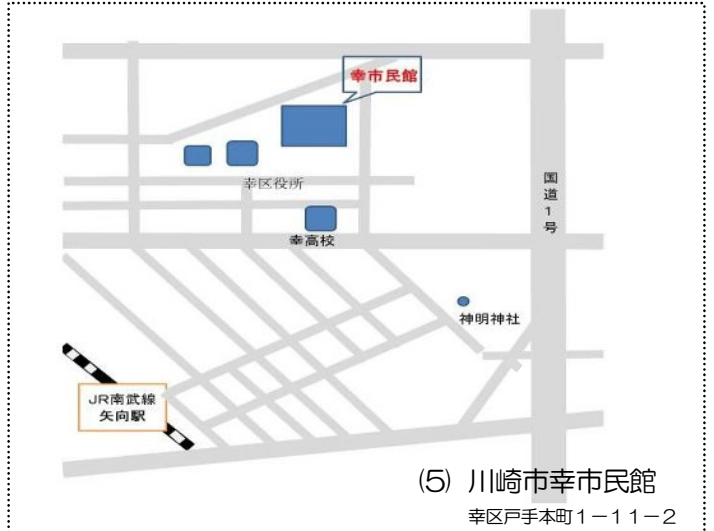 幸市民館
幸区役所
国道1号
幸高校
神明神社
JR南武線
矢向駅
(5) 川崎市幸市民館
幸区戸手本町1－11－2